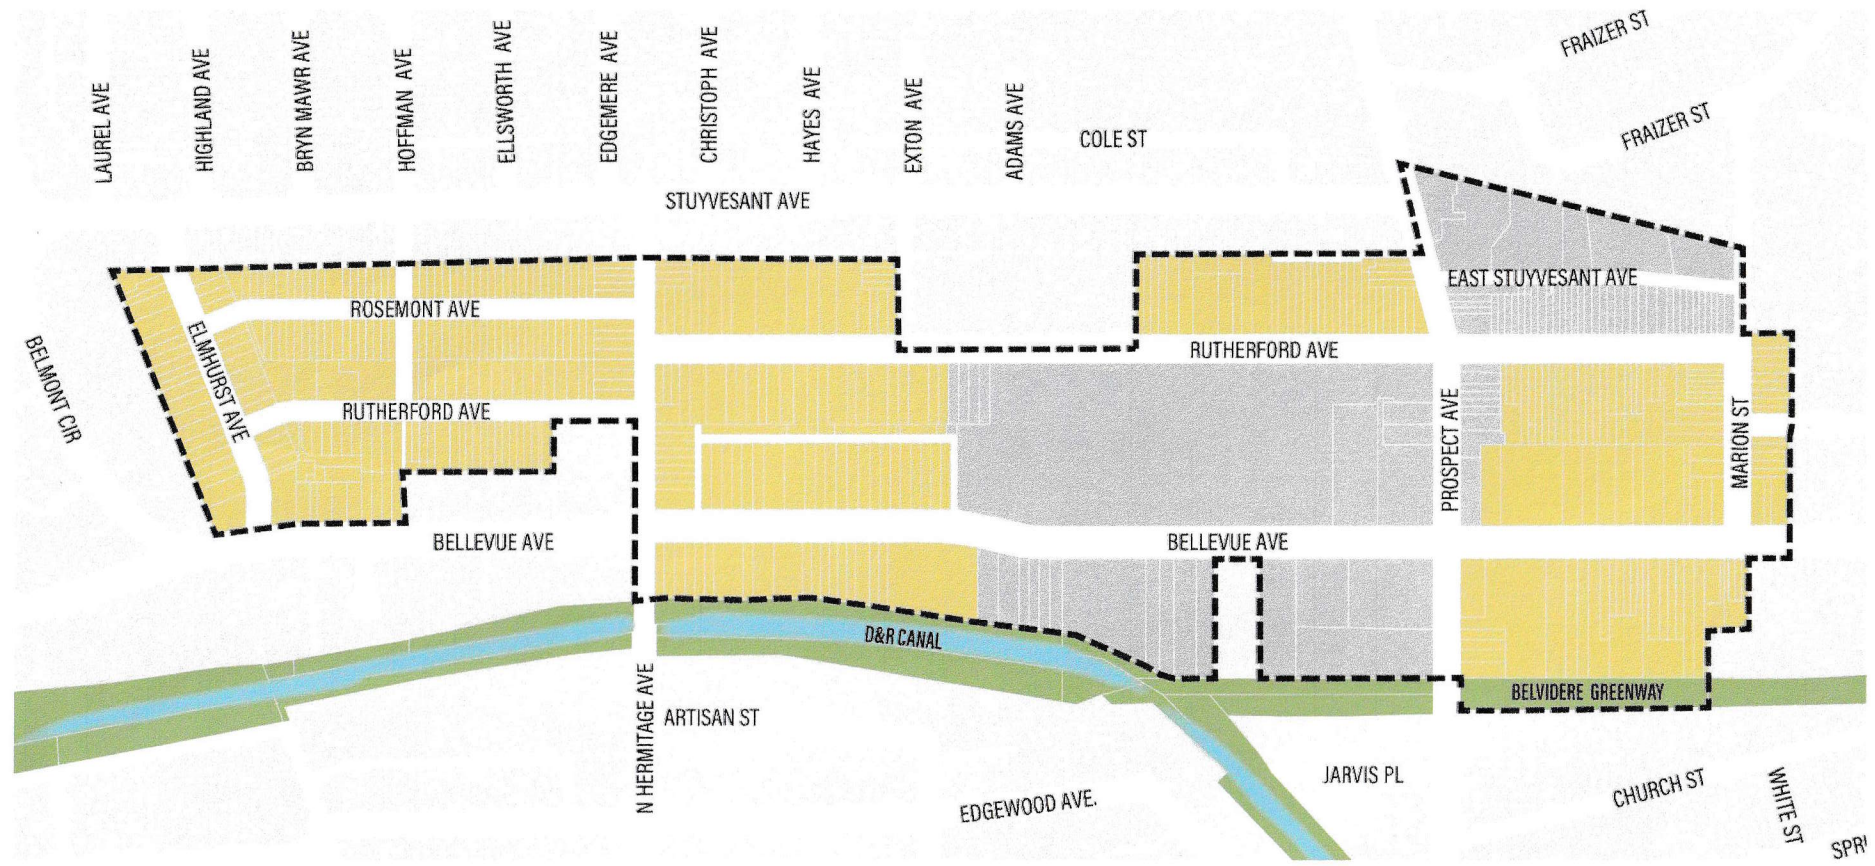 LAUREL AVE
HIGHLAND AVE
BRYN MAWR AVE
HOFFMAN AVE
ELLSWORTH AVE
EDGEMERE AVE
CHRISTOPH AVE
HAYES AVE
EXTON AVE
ADAMS AVE
COLE ST
FRAIZER ST
FRAIZER ST
STUYVESANT AVE
EAST STUYVESANT AVE
ROSEMONT AVE
ELMHURST AVE
BELMONT CIR
RUTHERFORD AVE
RUTHERFORD AVE
PROSPECT AVE
MARION ST
BELLEVUE AVE
BELLEVUE AVE
D&R CANAL
BELVIDERE GREENWAY
N HERMITAGE AVE
ARTISAN ST
EDGEWOOD AVE.
JARVIS PL
CHURCH ST
WHITE ST
SPRI